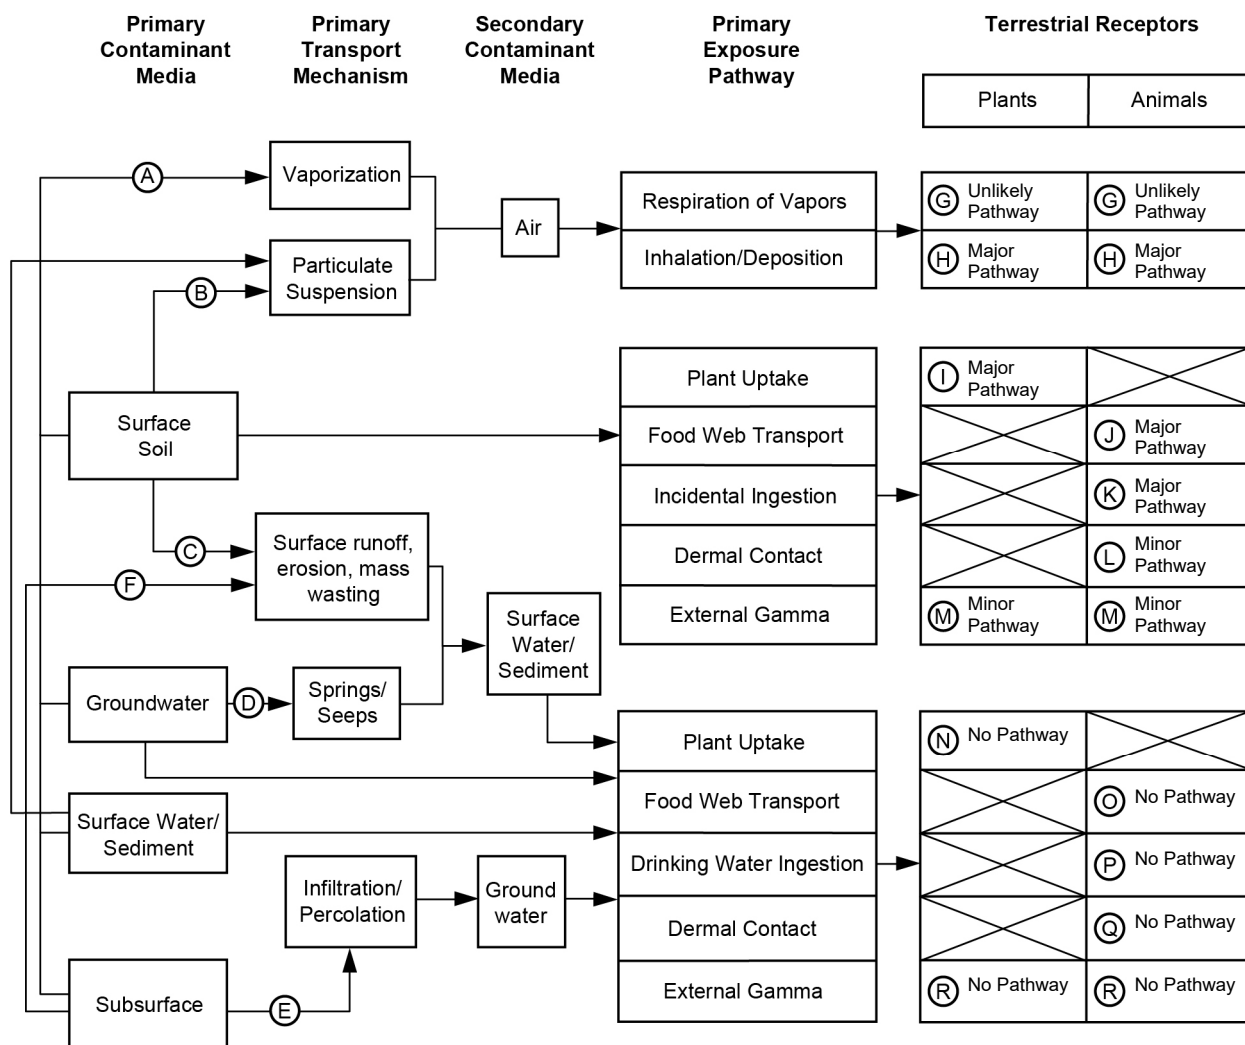 Primary
Contaminant
Media
Primary
Transport
Mechanism
Secondary
Contaminant
Media
Primary
Exposure
Pathway
Terrestrial Receptors
Plants
Animals
A
Vaporization
B
Particulate
Suspension
Air
Respiration of Vapors
Inhalation/Deposition
G Unlikely
Pathway
G Unlikely
Pathway
H Major
Pathway
H Major
Pathway
Surface
Soil
Plant Uptake
Food Web Transport
Incidental Ingestion
Dermal Contact
External Gamma
I Major
Pathway
J Major
Pathway
K Major
Pathway
L Minor
Pathway
M Minor
Pathway
M Minor
Pathway
C
F
Surface runoff,
erosion, mass
wasting
Surface
Water/
Sediment
Groundwater
D
Springs/
Seeps
Surface Water/
Sediment
Infiltration/
Percolation
Ground
water
Subsurface
E
Plant Uptake
Food Web Transport
Drinking Water Ingestion
Dermal Contact
External Gamma
N No Pathway
O No Pathway
P No Pathway
Q No Pathway
R No Pathway
R No Pathway